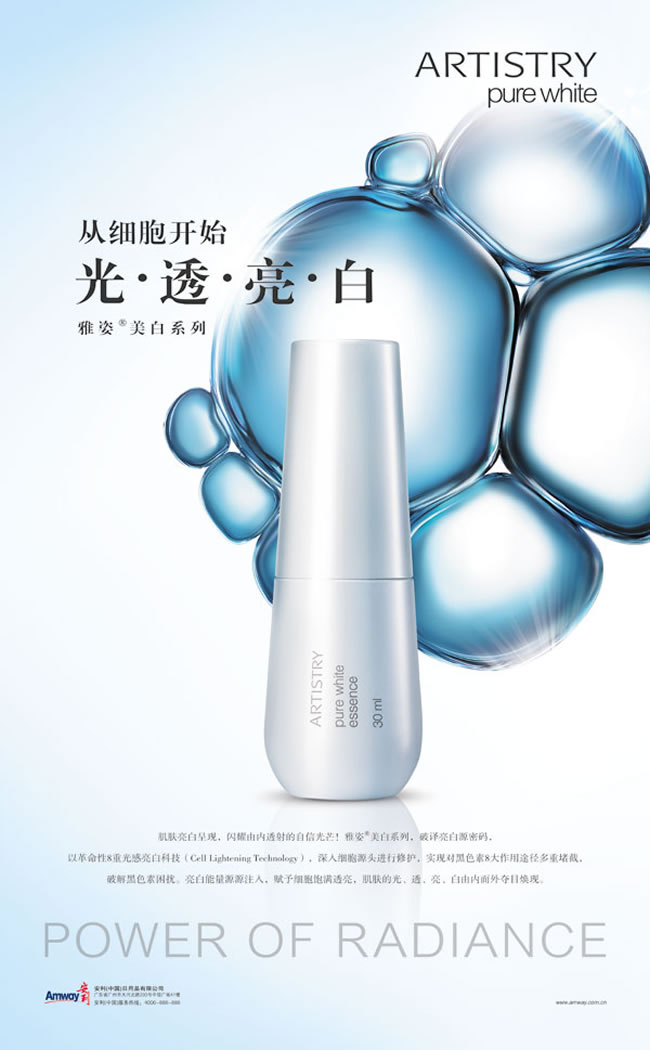 ARTISTRY
pure white
从细胞开始
光·透·亮·白
雅姿®美白系列
ARTISTRY
pure white
essence
30 ml
肌肤亮白呈现，闪耀由内透射的自信光芒！雅姿®美白系列，破译亮白源密码，
以革命性8重光感亮白科技（Cell Lightening Technology），深入细胞源头进行修护，实现对黑色素8大作用途径多重堵截，
破解黑色素困扰。亮白能量源源注入，赋予细胞饱满透亮，肌肤的光、透、亮、白由内而外夺目焕现。
POWER OF RADIANCE
Amway 安利
安利(中国)日用品有限公司
www.amway.com.cn